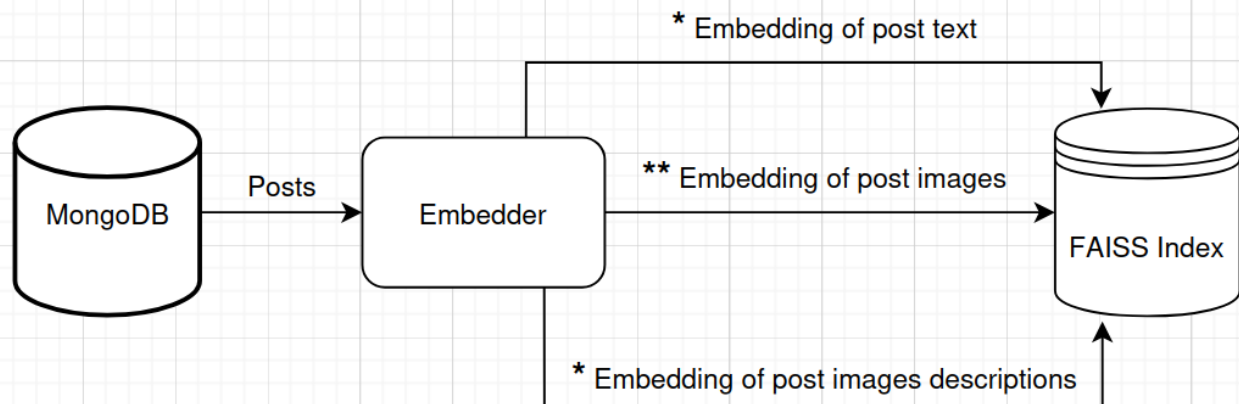 * Embedding of post text
** Embedding of post images
Posts
MongoDB
Embedder
FAISS Index
* Embedding of post images descriptions